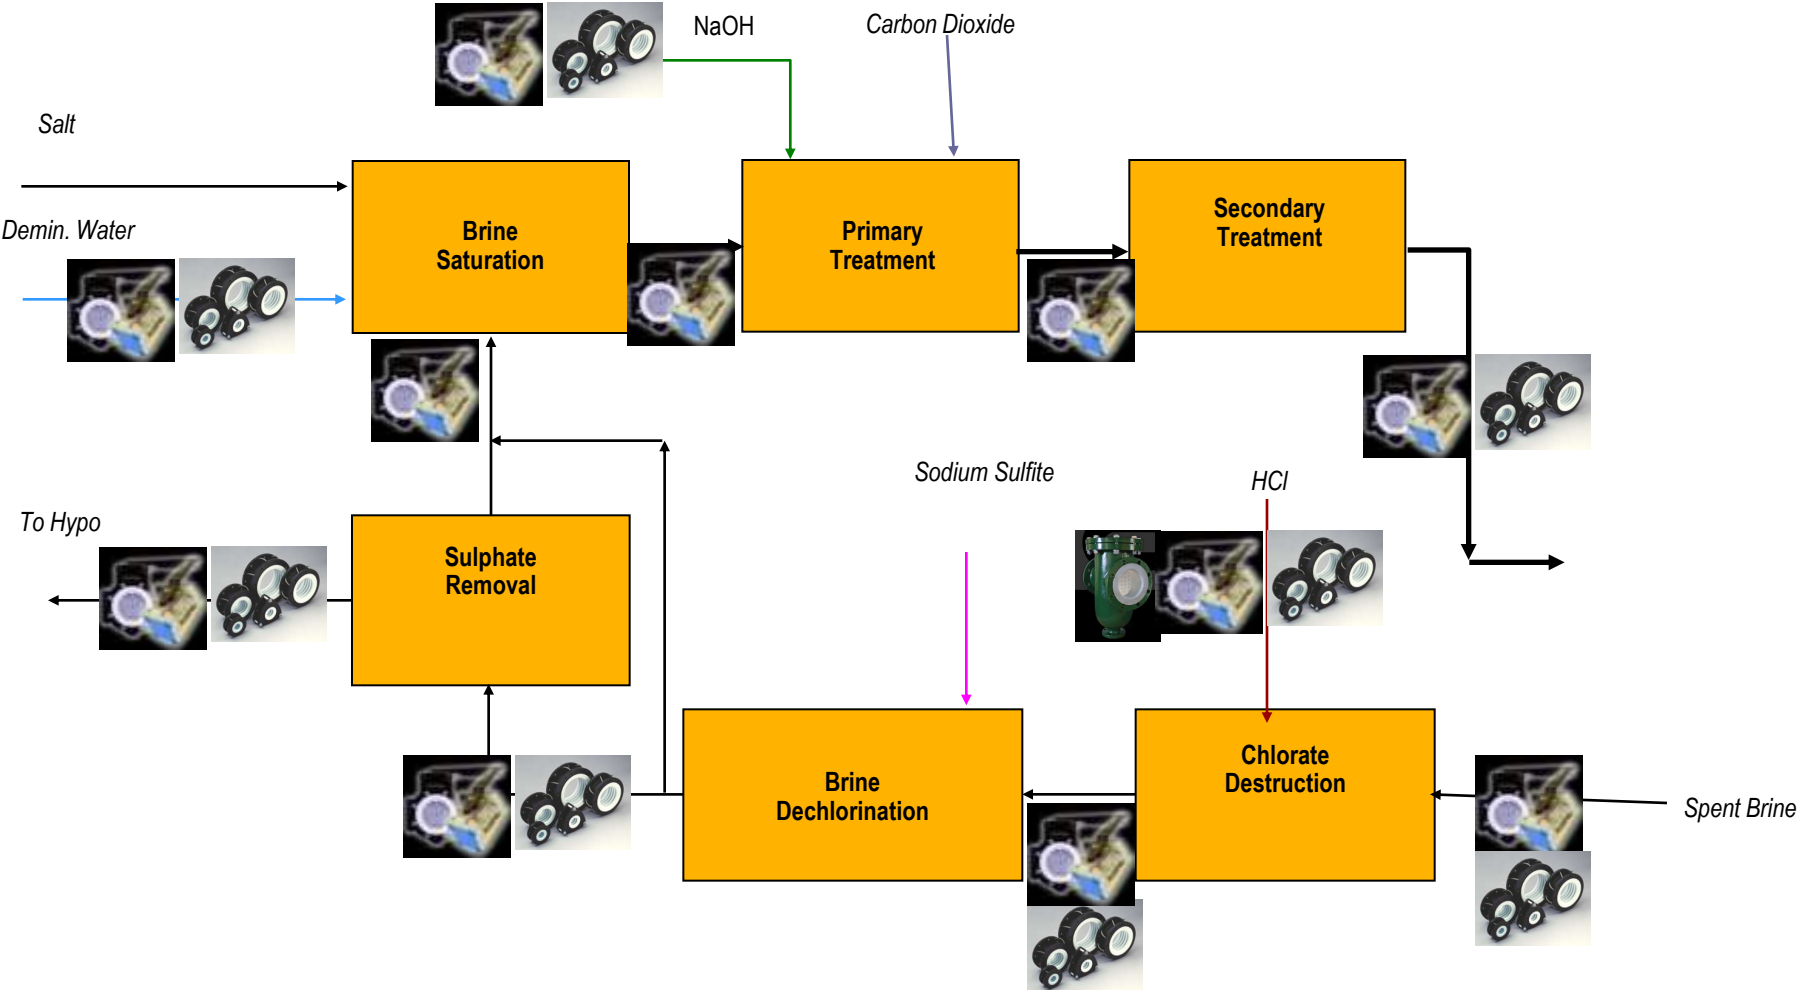 NaOH
Carbon Dioxide
Salt
Demin. Water
Brine
Saturation
Primary
Treatment
Secondary
Treatment
Sodium Sulfite
HCl
To Hypo
Sulphate
Removal
Brine
Dechlorination
Chlorate
Destruction
Spent Brine